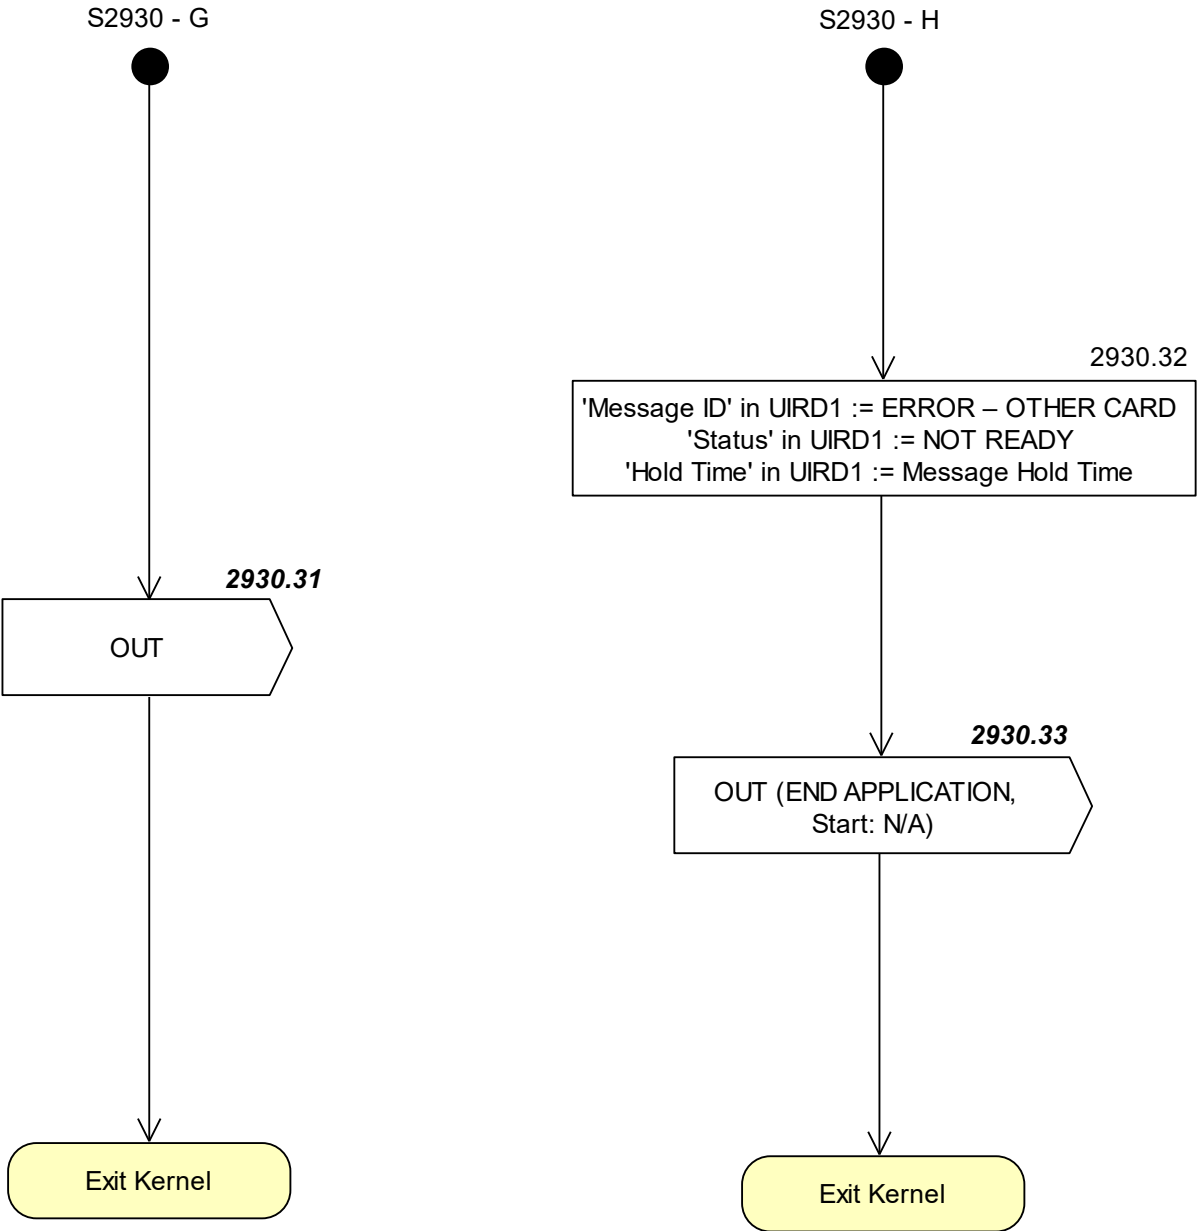 S2930 - G
2930.31
OUT
Exit Kernel
S2930 - H
2930.32
'Message ID' in UIRD1 := ERROR – OTHER CARD
'Status' in UIRD1 := NOT READY
'Hold Time' in UIRD1 := Message Hold Time
2930.33
OUT (END APPLICATION,
Start: N/A)
Exit Kernel